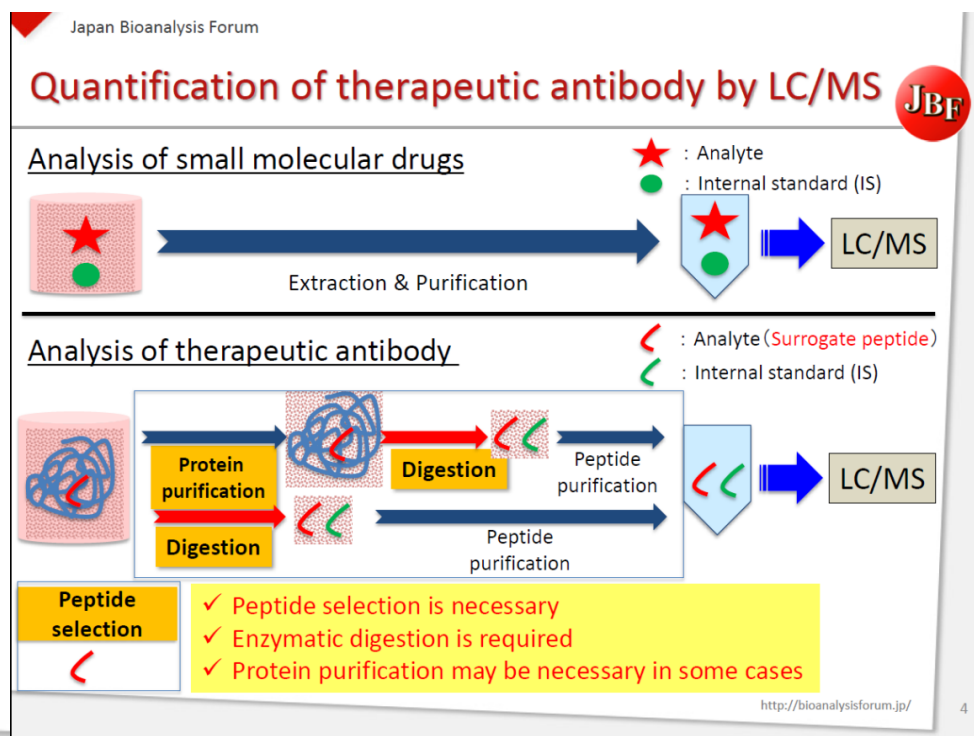 Japan Bioanalysis Forum
Quantification of therapeutic antibody by LC/MS
JBF
Analysis of small molecular drugs
: Analyte
: Internal standard (IS)
Extraction & Purification
LC/MS
Analysis of therapeutic antibody
: Analyte(Surrogate peptide)
: Internal standard (IS)
Protein
purification
Digestion
Peptide
purification
LC/MS
Digestion
Peptide
purification
Peptide
selection
✓ Peptide selection is necessary
✓ Enzymatic digestion is required
✓ Protein purification may be necessary in some cases
http://bioanalysisforum.jp/
4